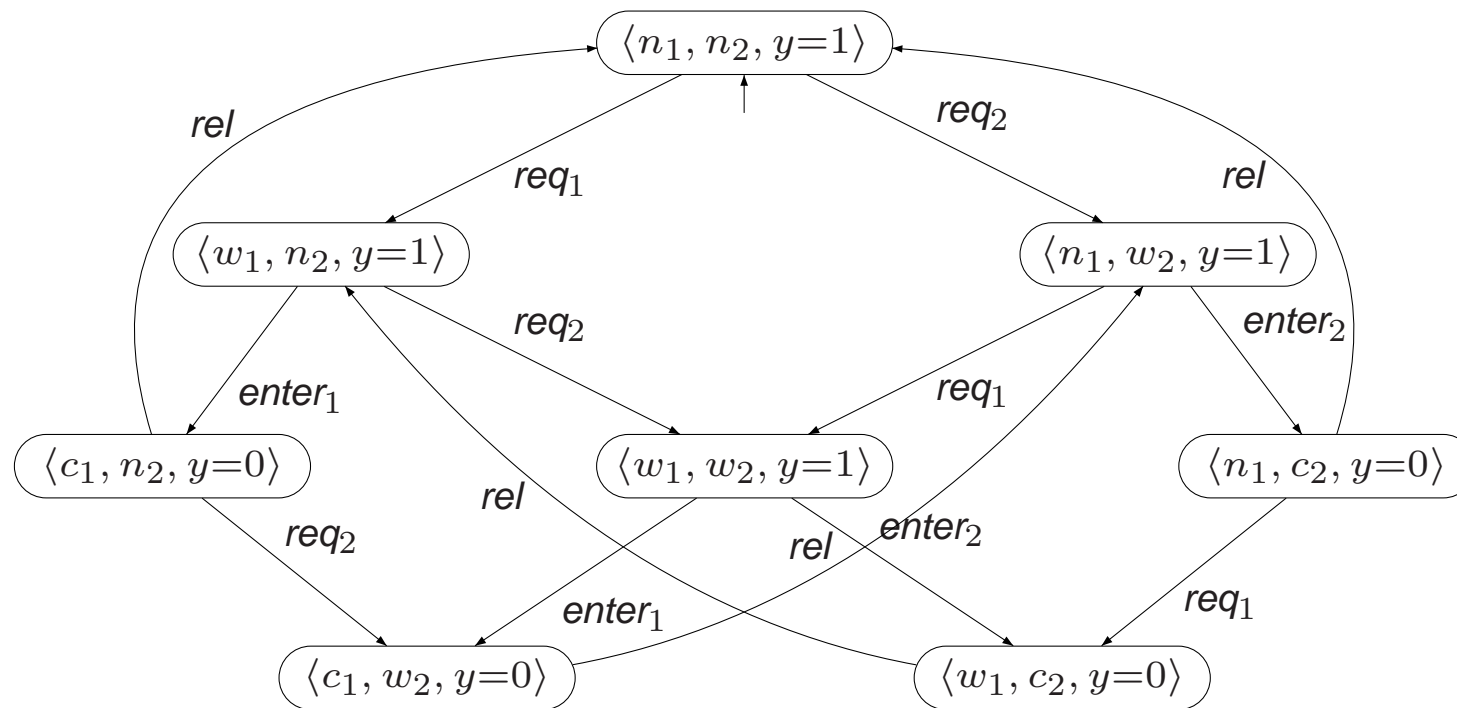 ⟨n₁, n₂, y=1⟩
req₂
rel
req₁
rel
⟨w₁, n₂, y=1⟩
⟨n₁, w₂, y=1⟩
req₂
enter₂
enter₁
req₁
⟨c₁, n₂, y=0⟩
⟨w₁, w₂, y=1⟩
⟨n₁, c₂, y=0⟩
rel
req₂
rel
enter₂
enter₁
req₁
⟨c₁, w₂, y=0⟩
⟨w₁, c₂, y=0⟩